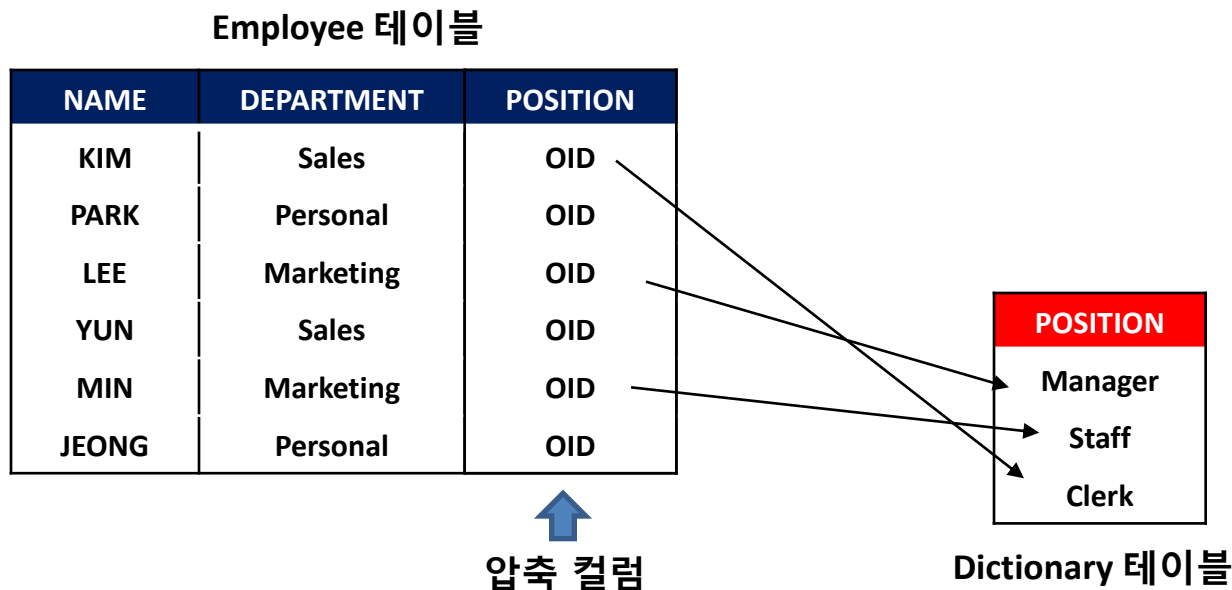 Employee 테이블
NAME DEPARTMENT POSITION
KIM Sales OID
PARK Personal OID
LEE Marketing OID
YUN Sales OID
MIN Marketing OID
JEONG Personal OID
압축 컬럼
POSITION
Manager
Staff
Clerk
Dictionary 테이블